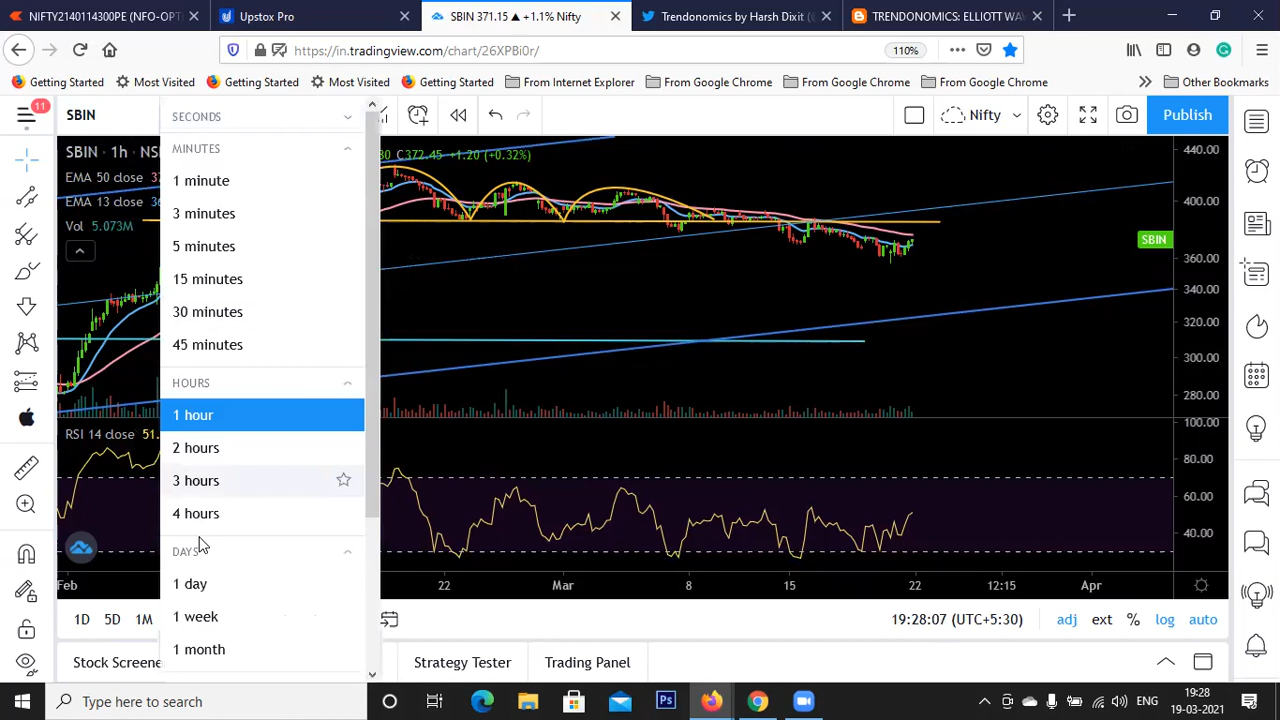 NIFTY2140114300PE (NFO-OPT
Upstox Pro
SBIN 371.15 ▲ +1.1% Nifty
Trendonomics by Harsh Dixit
TRENDONOMICS: ELLIOTT WA
https://in.tradingview.com/chart/26XPBi0r/
110%
Getting Started
Most Visited
Getting Started
Most Visited
Getting Started
From Internet Explorer
From Google Chrome
From Google Chrome
From Google Chrome
Other Bookmarks
11
SBIN
Nifty
Publish
SECONDS
MINUTES
1 minute
3 minutes
5 minutes
15 minutes
30 minutes
45 minutes
HOURS
1 hour
2 hours
3 hours
4 hours
DAYS
1 day
1 week
1 month
SBIN · 1h · NS
30 C372.45 +1.20 (+0.32%)
EMA 50 close 37
EMA 13 close 36
Vol 5.073M
RSI 14 close 51.
440.00
400.00
SBIN
360.00
340.00
320.00
300.00
280.00
100.00
80.00
60.00
40.00
Feb
22
Mar
8
15
22
12:15
Apr
1D
5D
1M
19:28:07 (UTC+5:30)
adj
ext
%
log
auto
Stock Screene
Strategy Tester
Trading Panel
Type here to search
Ps
ENG
19:28
19-03-2021